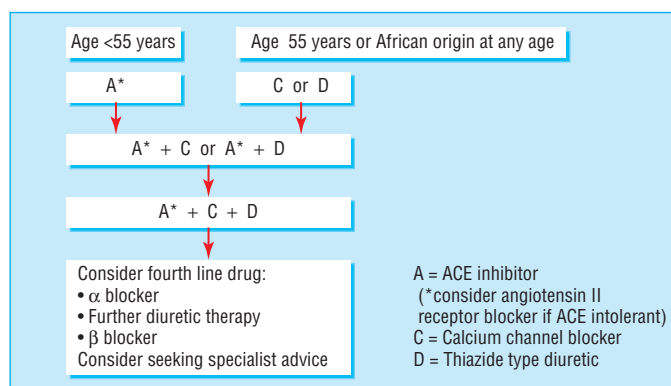 Age <55 years
Age 55 years or African origin at any age
A*
C or D
A* + C or A* + D
A* + C + D
Consider fourth line drug:
• α blocker
• Further diuretic therapy
• β blocker
Consider seeking specialist advice
A = ACE inhibitor
(*consider angiotensin II
receptor blocker if ACE intolerant)
C = Calcium channel blocker
D = Thiazide type diuretic